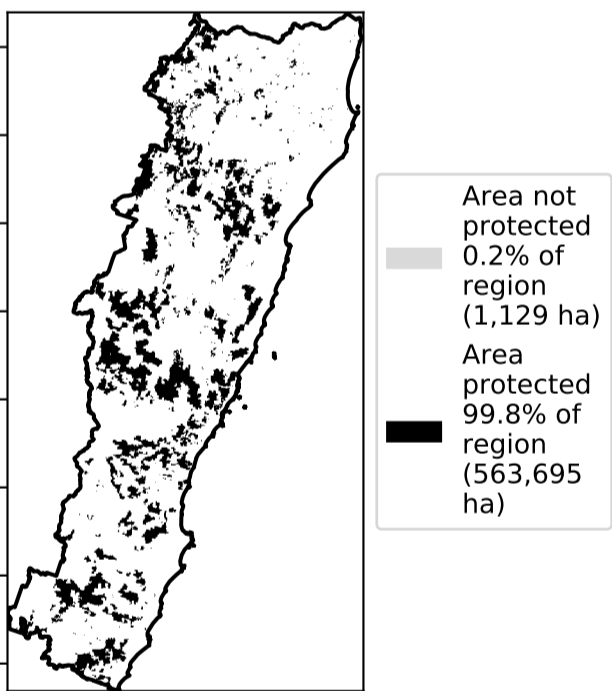 Area not
protected
0.2% of
region
(1,129 ha)
Area
protected
99.8% of
region
(563,695
ha)